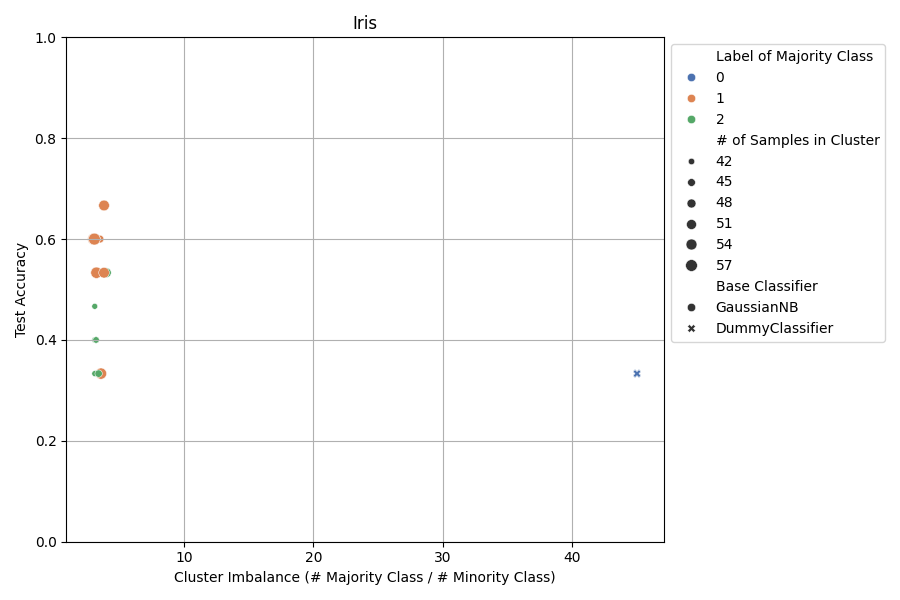 Iris
1.0
0.8
0.6
0.4
0.2
0.0
Test Accuracy
10
20
30
40
Cluster Imbalance (# Majority Class / # Minority Class)
Label of Majority Class
0
1
2
# of Samples in Cluster
42
45
48
51
54
57
Base Classifier
GaussianNB
DummyClassifier